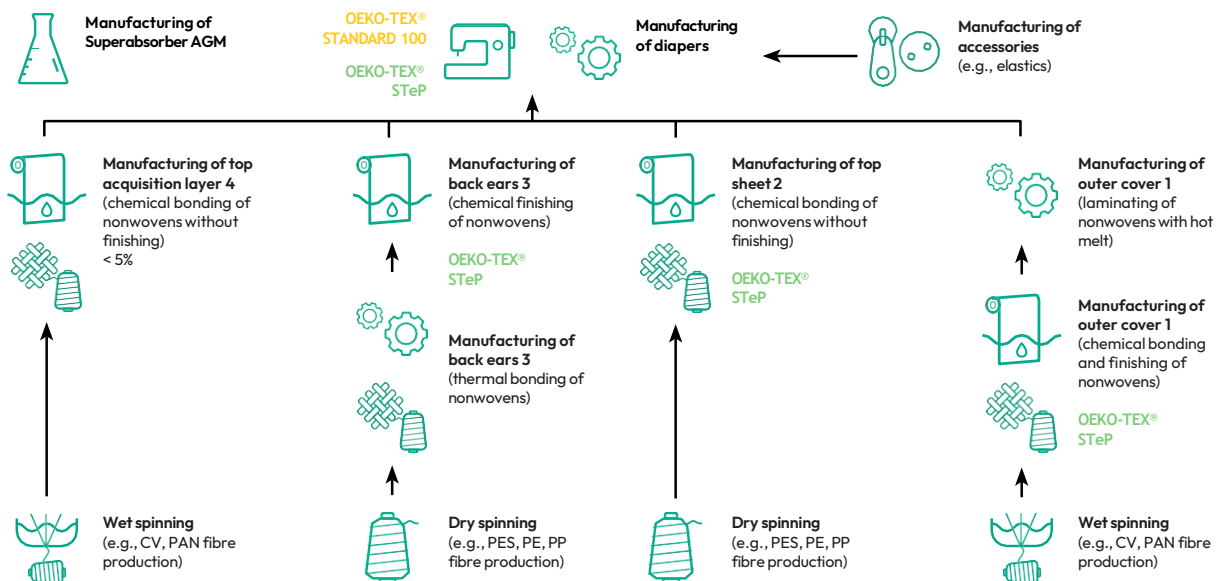 Manufacturing of
Superabsorber AGM
OEKO-TEX®
STANDARD 100
OEKO-TEX®
STeP
Manufacturing
of diapers
Manufacturing of
accessories
(e.g., elastics)
Manufacturing of top
acquisition layer 4
(chemical bonding of
nonwovens without
finishing)
< 5%
Manufacturing of
back ears 3
(chemical finishing
of nonwovens)
OEKO-TEX®
STeP
Manufacturing of top
sheet 2
(chemical bonding of
nonwovens without
finishing)
OEKO-TEX®
STeP
Manufacturing of
outer cover 1
(laminating of
nonwovens with hot
melt)
Manufacturing of
back ears 3
(thermal bonding of
nonwovens)
Manufacturing of
outer cover 1
(chemical bonding
and finishing of
nonwovens)
OEKO-TEX®
STeP
Wet spinning
(e.g., CV, PAN fibre
production)
Dry spinning
(e.g., PES, PE, PP
fibre production)
Dry spinning
(e.g., PES, PE, PP
fibre production)
Wet spinning
(e.g., CV, PAN fibre
production)